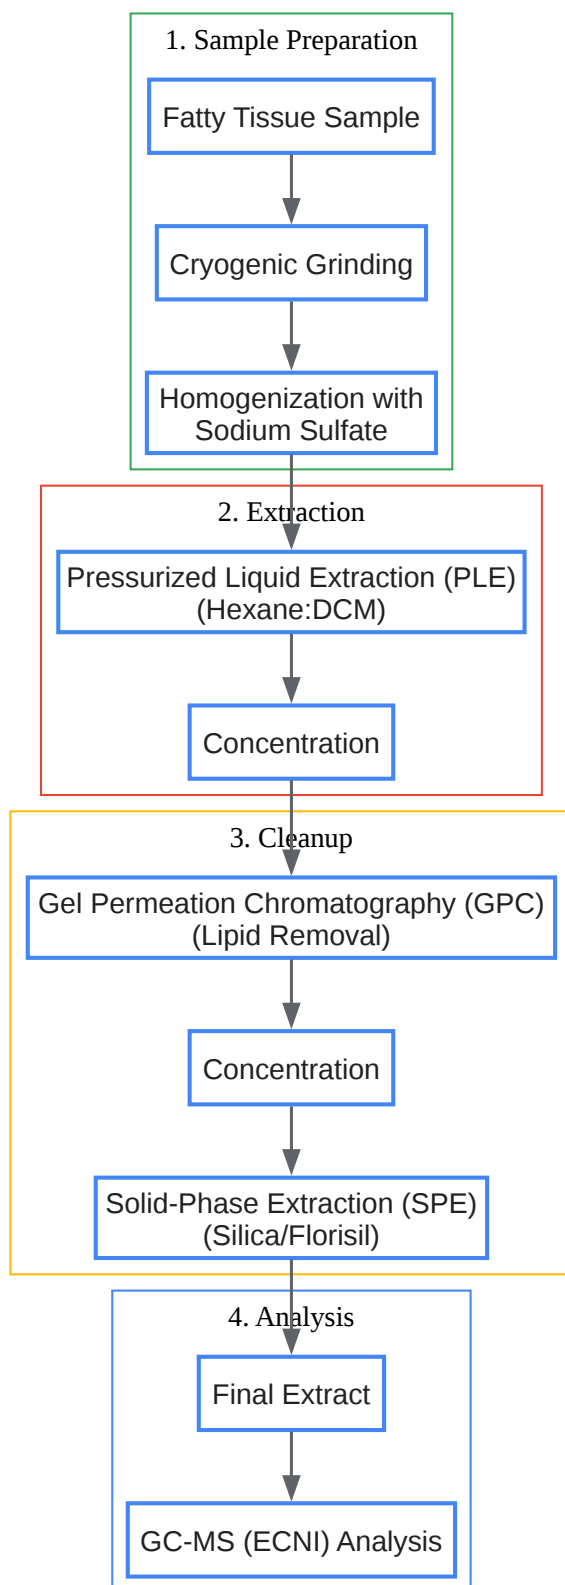 1. Sample Preparation
Fatty Tissue Sample
Cryogenic Grinding
Homogenization with
Sodium Sulfate
2. Extraction
Pressurized Liquid Extraction (PLE)
(Hexane:DCM)
Concentration
3. Cleanup
Gel Permeation Chromatography (GPC)
(Lipid Removal)
Concentration
Solid-Phase Extraction (SPE)
(Silica/Florisil)
4. Analysis
Final Extract
GC-MS (ECNI) Analysis